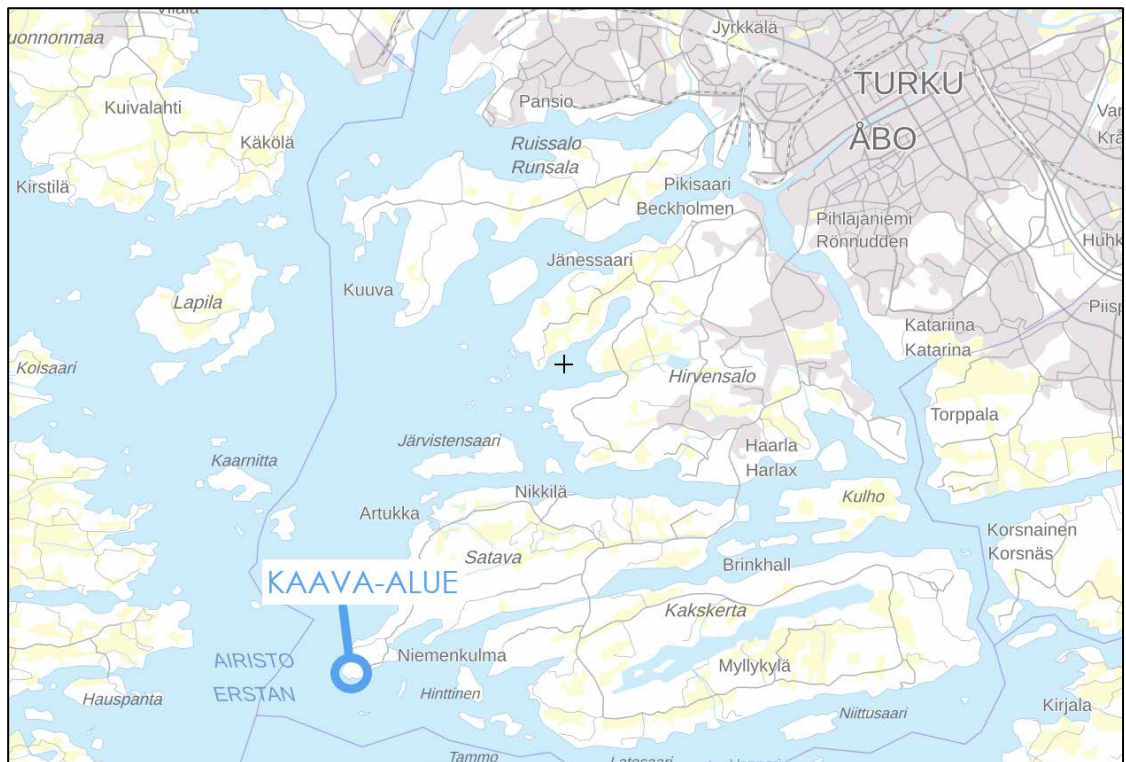 Jyrkkälä
Kuivalahti
Pansio
TURKU
ÅBO
Käkölä
Ruissalo
Runsala
Kirstilä
Pikisaari
Beckholmen
Pihlajaniemi
Rönnudden
Jänessaari
Kuuva
Lapila
Katariina
Katarina
Koisaari
Hirvensalo
Torppala
Järvistensaari
Haarla
Harlax
Kaarnitta
Nikkilä
Kulho
Artukka
Korsnainen
Korsnäs
Satava
Brinkhall
KAAVA-ALUE
Kakskerta
AIRISTO
ERSTAN
Niemenkulma
Myllykylä
Hauspanta
Hinttinen
Niittusaari
Kirjala
Tammo